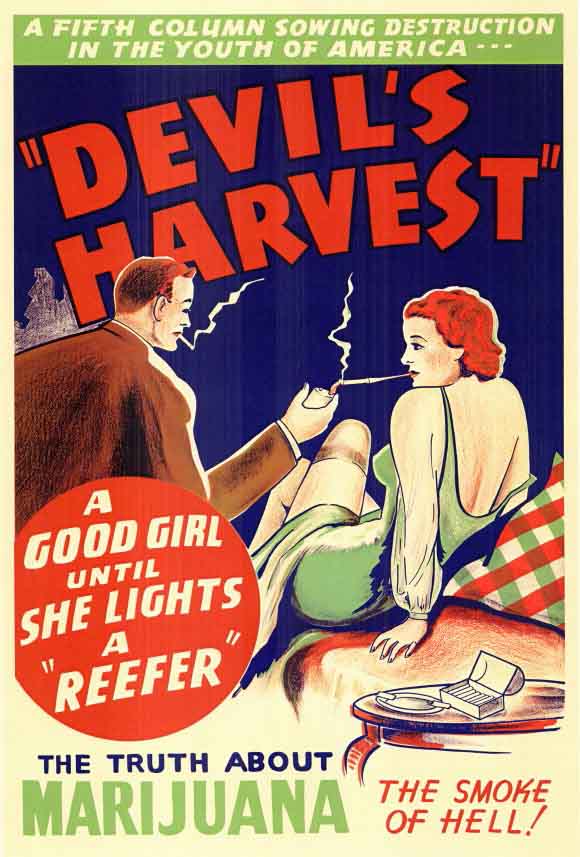 A FIFTH COLUMN SOWING DESTRUCTION
IN THE YOUTH OF AMERICA ---
"DEVIL'S
HARVEST"
A
GOOD GIRL
UNTIL
SHE LIGHTS
A
"REEFER"
THE TRUTH ABOUT
MARIJUANA
THE SMOKE
OF HELL!